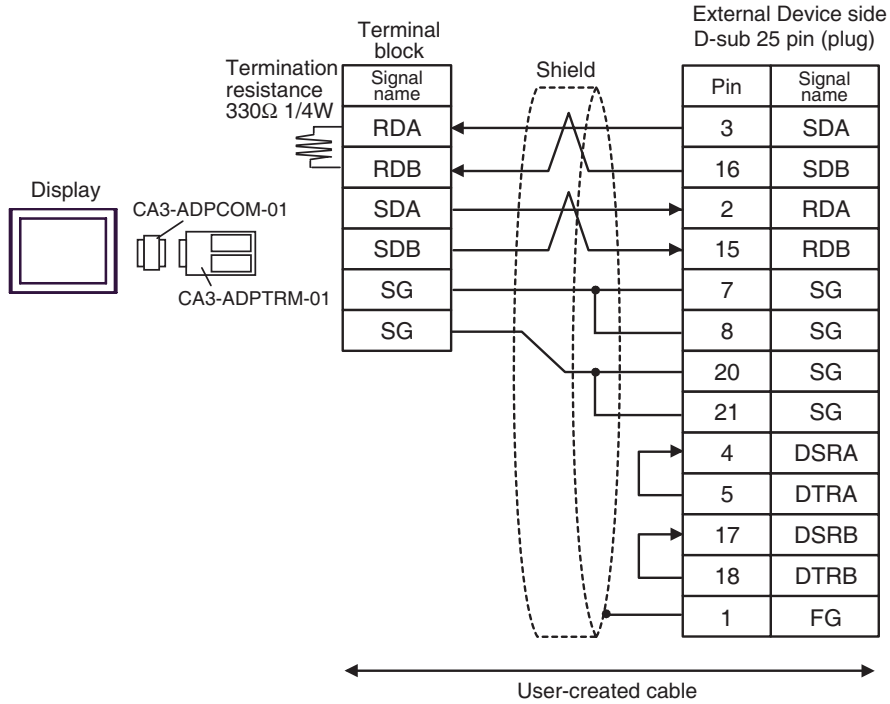 External Device side
D-sub 25 pin (plug)
Terminal
block
Termination
resistance
330Ω 1/4W
Shield
Signal
name
Pin
Signal
name
RDA
3
SDA
RDB
16
SDB
SDA
2
RDA
SDB
15
RDB
SG
7
SG
SG
8
SG
20
SG
21
SG
4
DSRA
5
DTRA
17
DSRB
18
DTRB
1
FG
Display
CA3-ADPCOM-01
CA3-ADPTRM-01
User-created cable